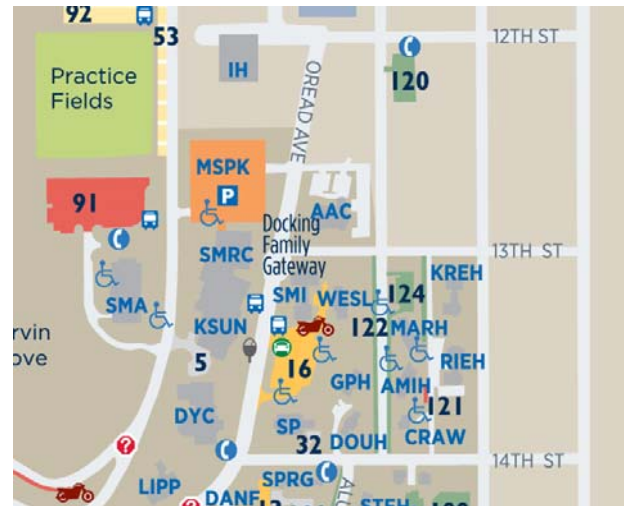 92
53
12TH ST
Practice
Fields
IH
120
OREAD AVE
MSPK
P
91
AAC
Docking
Family
Gateway
SMRC
13TH ST
KREH
SMA
SMI
WESL
124
KSUN
122
MARH
5
16
RIEH
GPH
AMIH
121
DYC
SP
32
DOUH
CRAW
?
14TH ST
LIPP
SPRG
DANF
?